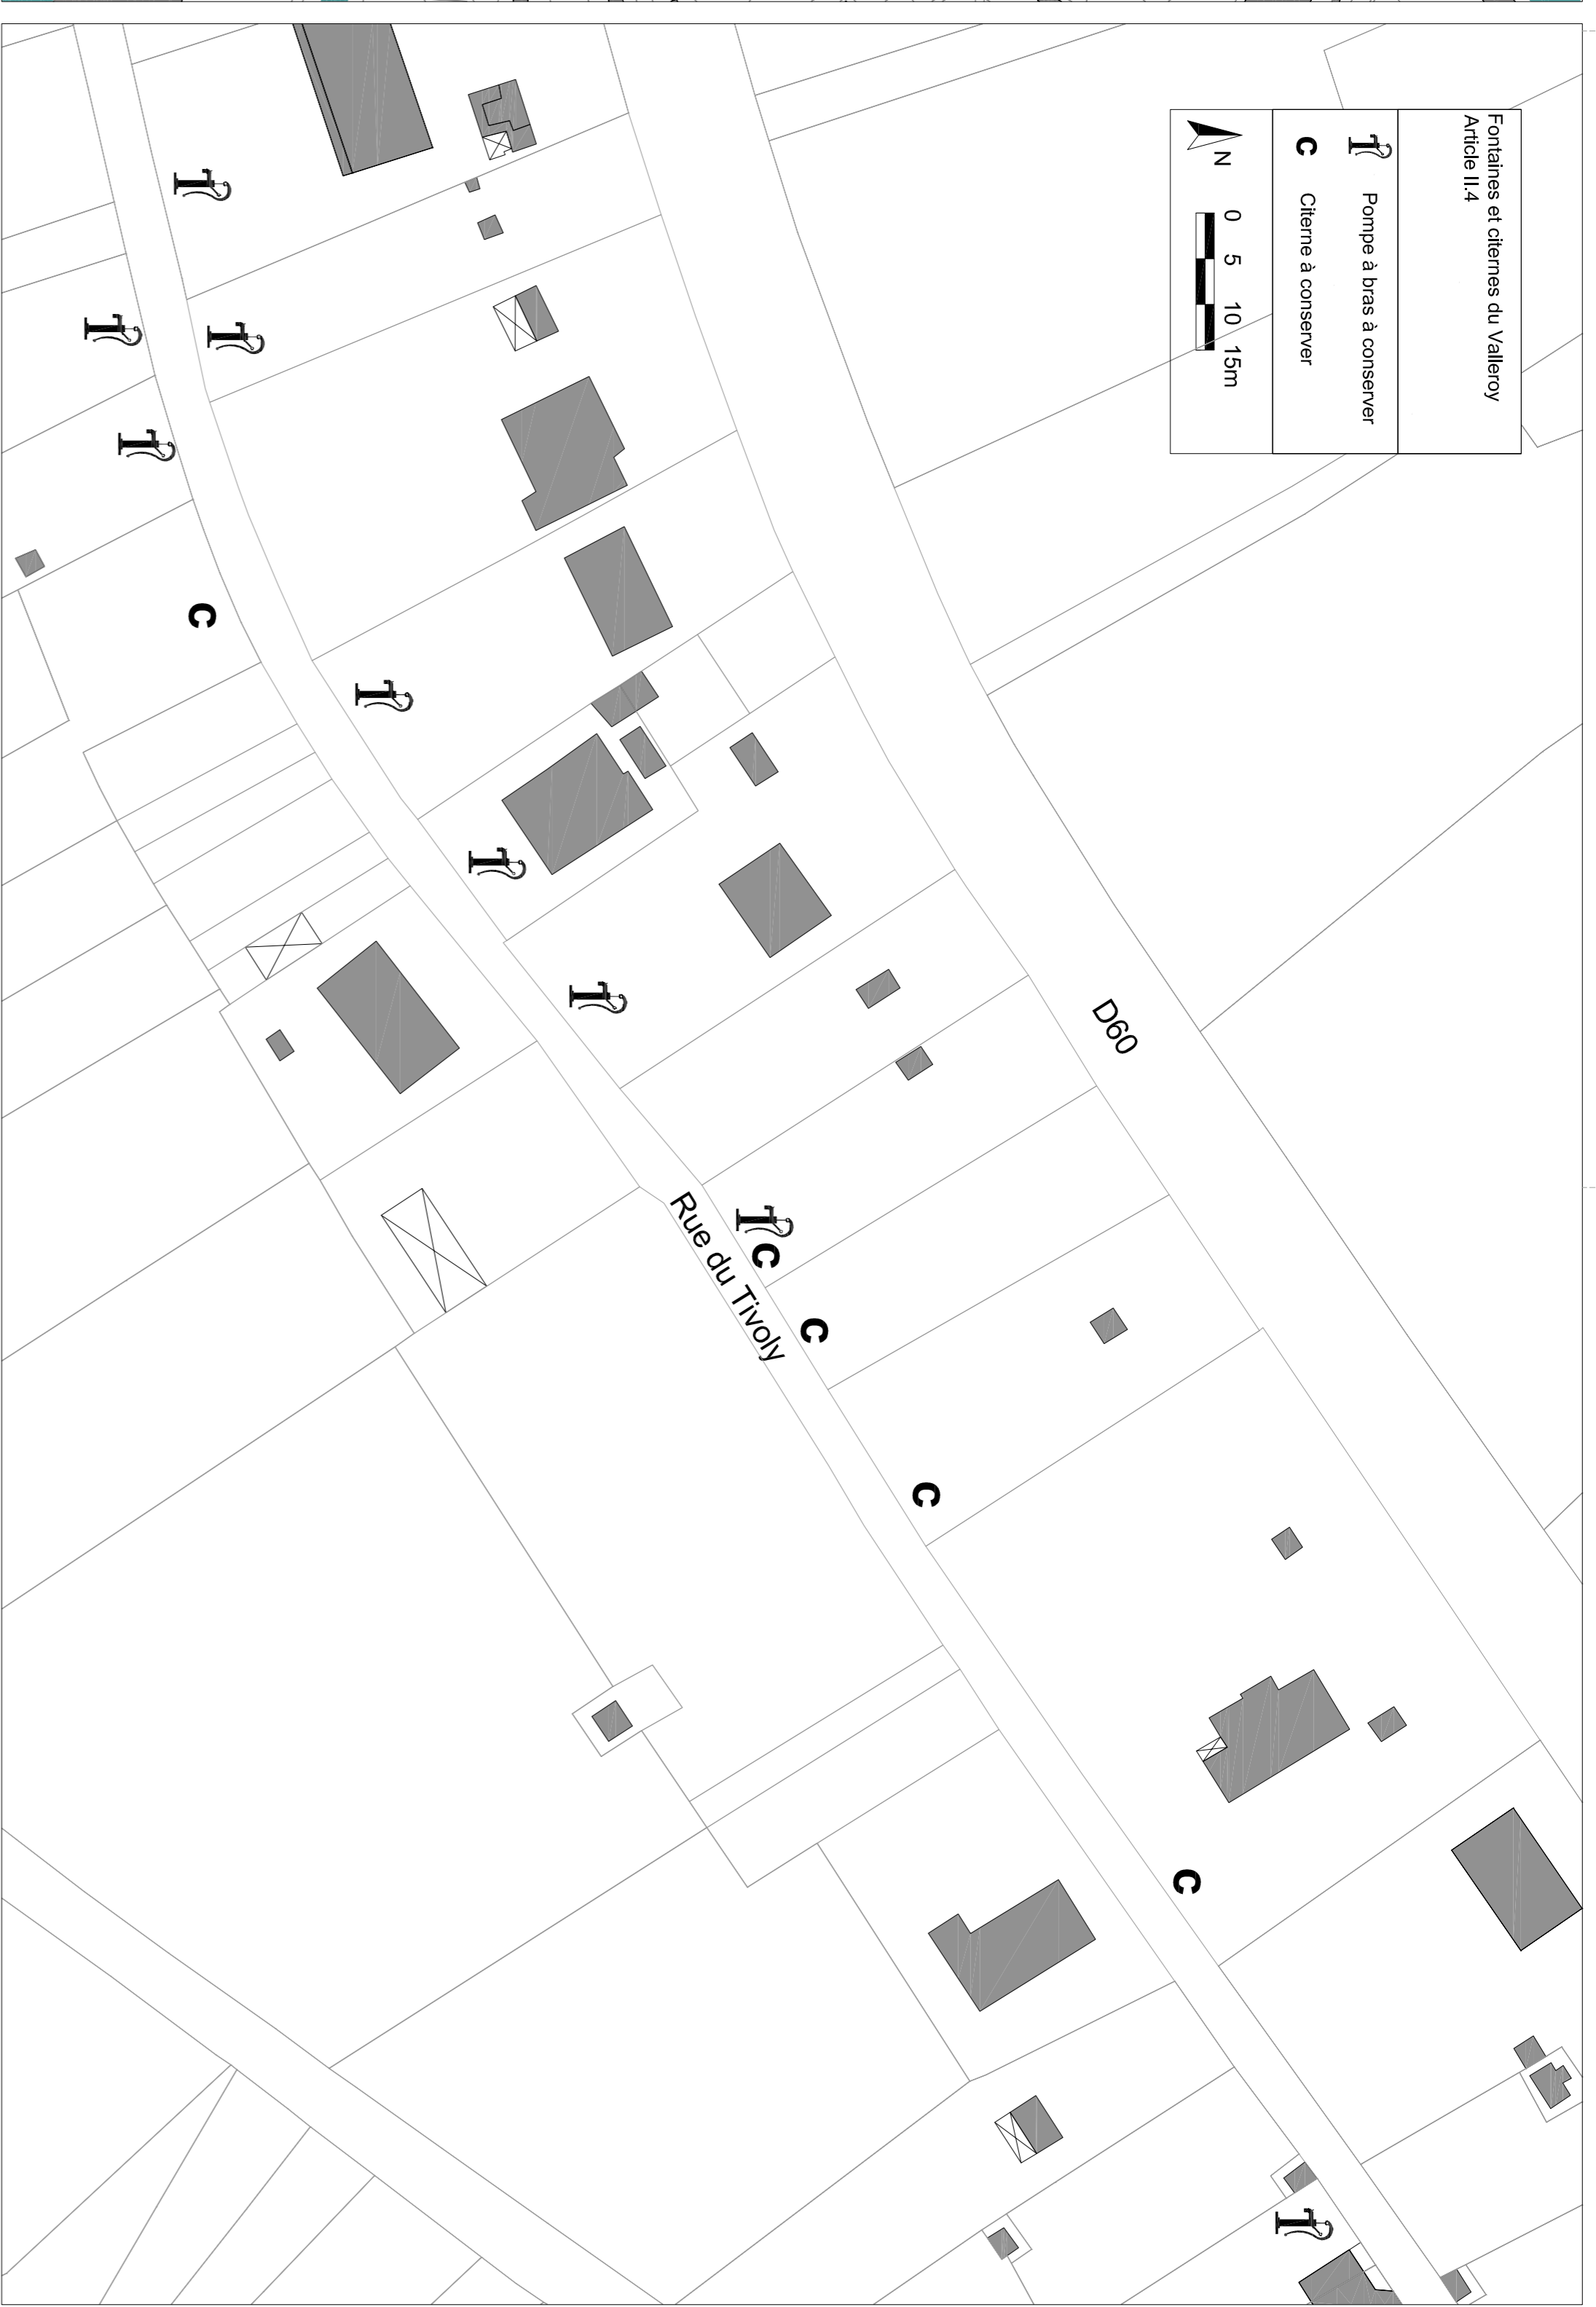 Fontaines et citernes du Valleroy
Article II.4
Pompe à bras à conserver
C Citerne à conserver
N
0 5 10 15m
D60
Rue du Tivoly
C
C
C
C
C